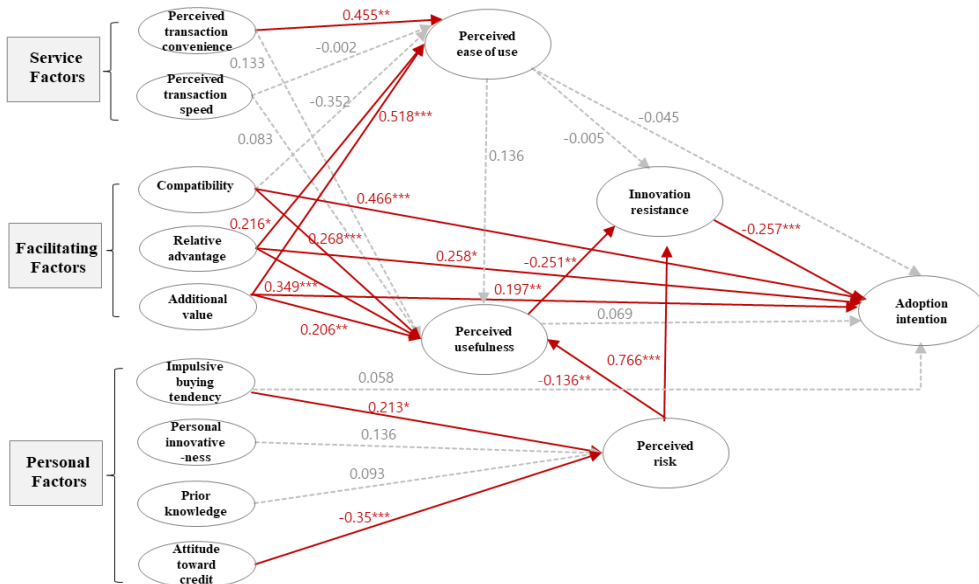 Perceived
transaction
convenience
0.455**
Perceived
ease of use
-0.002
0.133
Service
Factors
Perceived
transaction
speed
-0.352
0.518***
-0.045
-0.005
0.083
0.136
Compatibility
0.466***
Innovation
resistance
0.216*
0.268***
-0.257***
Facilitating
Factors
Relative
advantage
0.258*
-0.251**
0.349***
0.197**
Additional
value
Adoption
intention
0.206**
0.069
Perceived
usefulness
0.766***
Impulsive
buying
tendency
0.058
-0.136**
0.213*
Personal
innovative
-ness
0.136
Perceived
risk
Personal
Factors
0.093
Prior
knowledge
-0.35***
Attitude
toward
credit